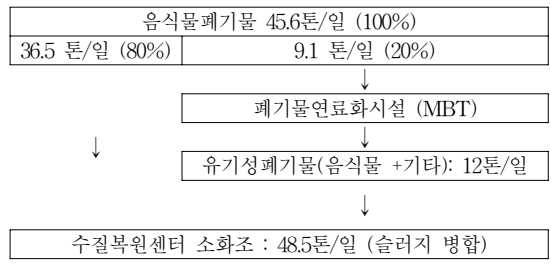 음식물폐기물 45.6톤/일 (100%)
36.5 톤/일 (80%) 9.1 톤/일 (20%)
↓
폐기물연료화시설 (MBT)
↓ ↓
유기성폐기물(음식물 +기타): 12톤/일
↓
수질복원센터 소화조 : 48.5톤/일 (슬러지 병합)